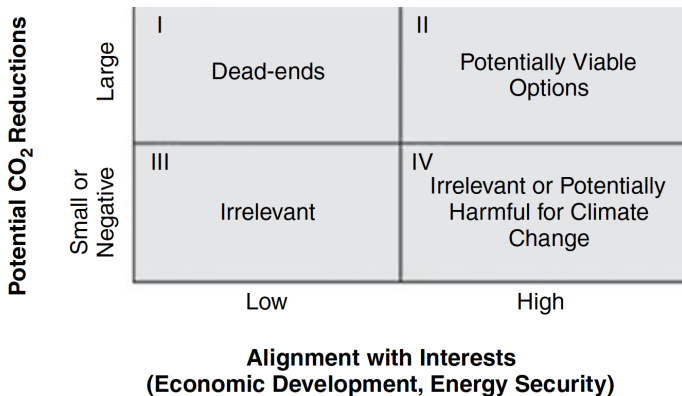 Potential CO2 Reductions
Large
Small or
Negative
I
Dead-ends
II
Potentially Viable
Options
III
Irrelevant
IV
Irrelevant or Potentially
Harmful for Climate
Change
Low
High
Alignment with Interests
(Economic Development, Energy Security)